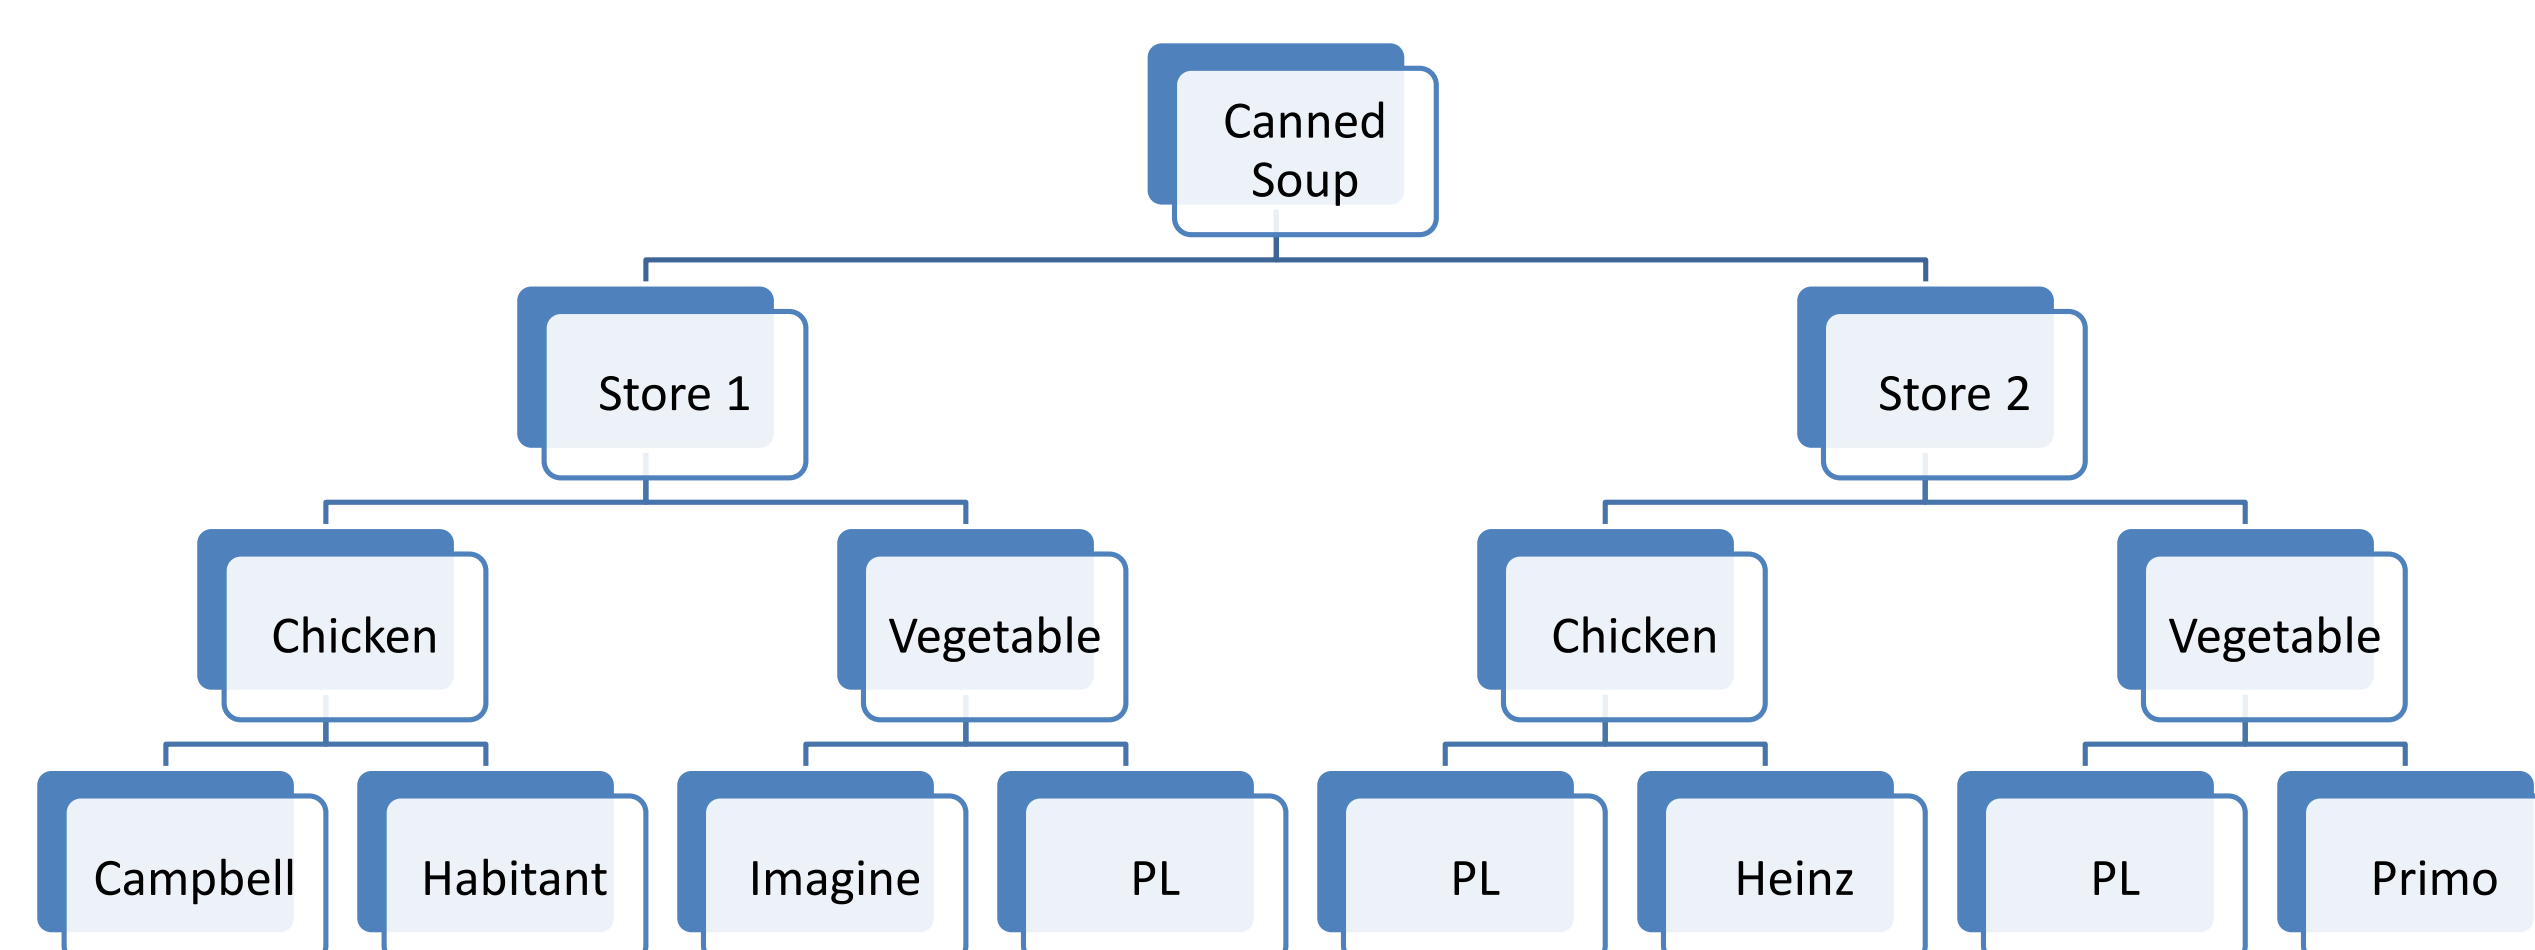 Canned
Soup
Store 1
Store 2
Chicken
Vegetable
Chicken
Vegetable
Campbell
Habitant
Imagine
PL
PL
Heinz
PL
Primo